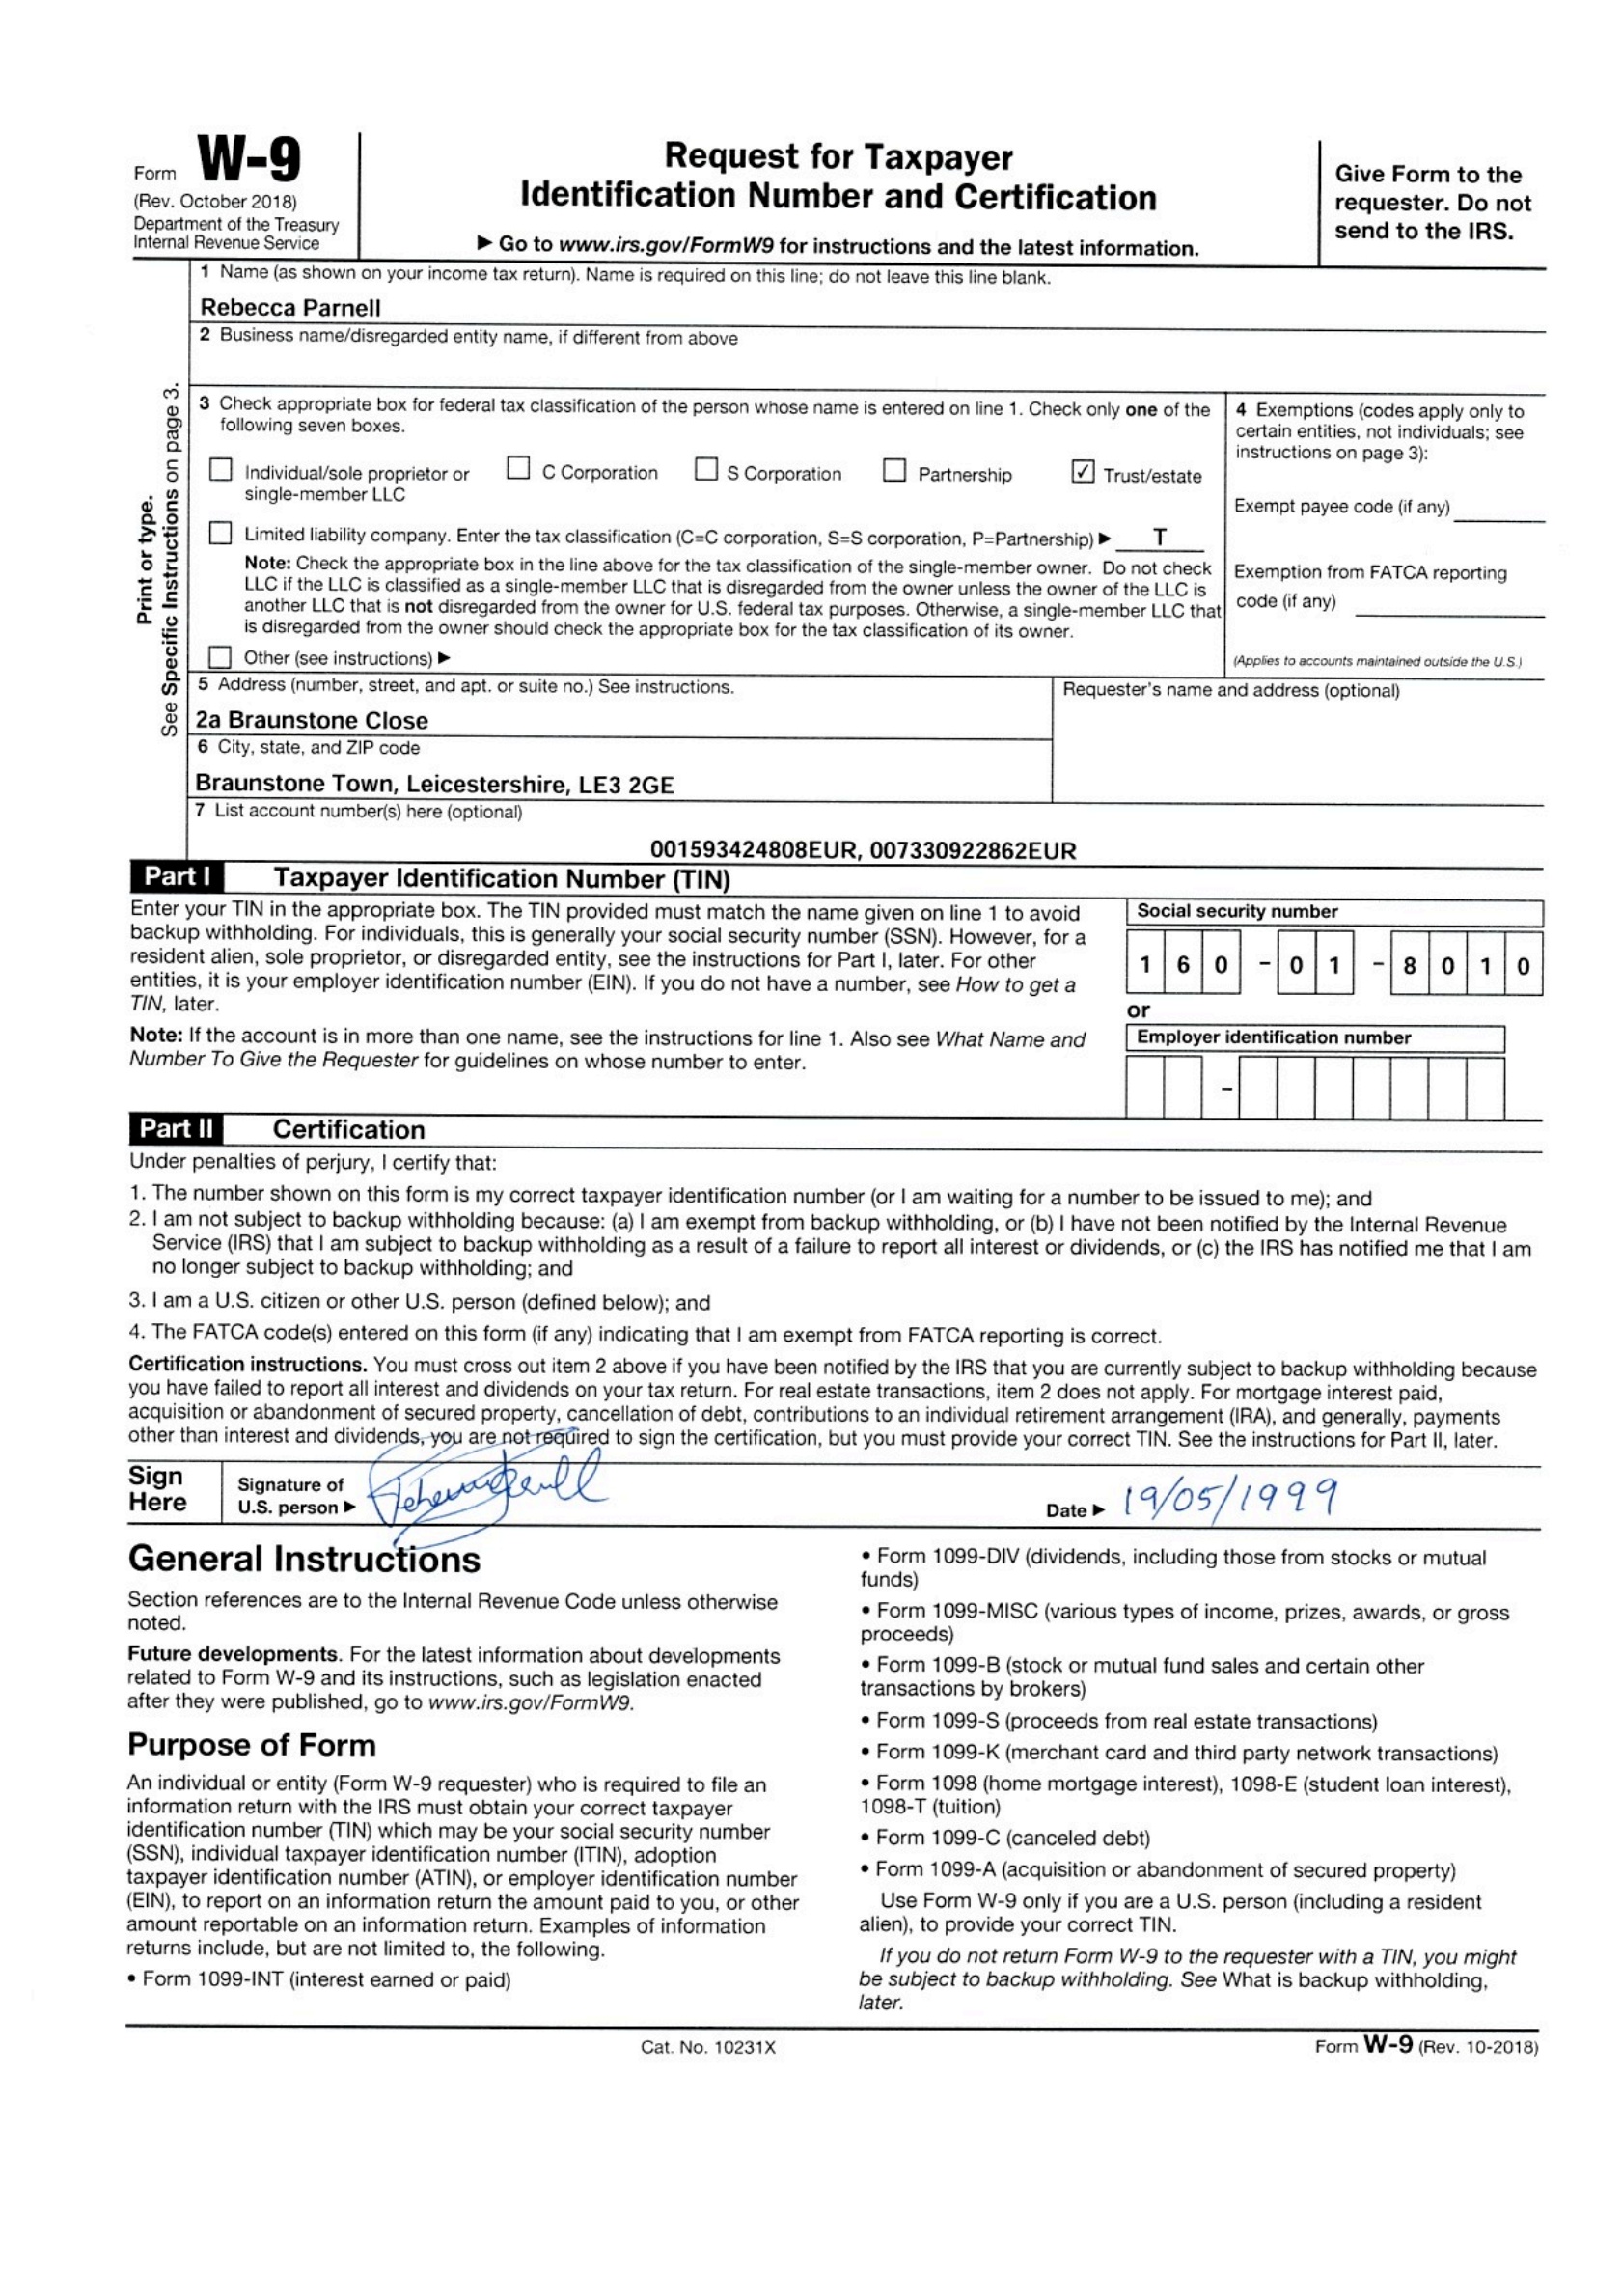 Form W-9
(Rev. October 2018)
Department of the Treasury
Internal Revenue Service
Request for Taxpayer
Identification Number and Certification
▶ Go to www.irs.gov/FormW9 for instructions and the latest information.
Give Form to the
requester. Do not
send to the IRS.
Print or type.
See Specific Instructions on page 3.
1 Name (as shown on your income tax return). Name is required on this line; do not leave this line blank.
Rebecca Parnell
2 Business name/disregarded entity name, if different from above
3 Check appropriate box for federal tax classification of the person whose name is entered on line 1. Check only one of the
following seven boxes.
☐ Individual/sole proprietor or ☐ C Corporation ☐ S Corporation ☐ Partnership ☑ Trust/estate
single-member LLC
☐ Limited liability company. Enter the tax classification (C=C corporation, S=S corporation, P=Partnership) ▶ T
Note: Check the appropriate box in the line above for the tax classification of the single-member owner. Do not check
LLC if the LLC is classified as a single-member LLC that is disregarded from the owner unless the owner of the LLC is
another LLC that is not disregarded from the owner for U.S. federal tax purposes. Otherwise, a single-member LLC that
is disregarded from the owner should check the appropriate box for the tax classification of its owner.
☐ Other (see instructions) ▶
4 Exemptions (codes apply only to
certain entities, not individuals; see
instructions on page 3):
Exempt payee code (if any)
Exemption from FATCA reporting
code (if any)
(Applies to accounts maintained outside the U.S.)
5 Address (number, street, and apt. or suite no.) See instructions.
2a Braunstone Close
6 City, state, and ZIP code
Braunstone Town, Leicestershire, LE3 2GE
Requester's name and address (optional)
7 List account number(s) here (optional)
001593424808EUR, 007330922862EUR
Part I Taxpayer Identification Number (TIN)
Enter your TIN in the appropriate box. The TIN provided must match the name given on line 1 to avoid
backup withholding. For individuals, this is generally your social security number (SSN). However, for a
resident alien, sole proprietor, or disregarded entity, see the instructions for Part I, later. For other
entities, it is your employer identification number (EIN). If you do not have a number, see How to get a
TIN, later.
Note: If the account is in more than one name, see the instructions for line 1. Also see What Name and
Number To Give the Requester for guidelines on whose number to enter.
Social security number
1 6 0 - 0 1 - 8 0 1 0
or
Employer identification number
-
Part II Certification
Under penalties of perjury, I certify that:
1. The number shown on this form is my correct taxpayer identification number (or I am waiting for a number to be issued to me); and
2. I am not subject to backup withholding because: (a) I am exempt from backup withholding, or (b) I have not been notified by the Internal Revenue
Service (IRS) that I am subject to backup withholding as a result of a failure to report all interest or dividends, or (c) the IRS has notified me that I am
no longer subject to backup withholding; and
3. I am a U.S. citizen or other U.S. person (defined below); and
4. The FATCA code(s) entered on this form (if any) indicating that I am exempt from FATCA reporting is correct.
Certification instructions. You must cross out item 2 above if you have been notified by the IRS that you are currently subject to backup withholding because
you have failed to report all interest and dividends on your tax return. For real estate transactions, item 2 does not apply. For mortgage interest paid,
acquisition or abandonment of secured property, cancellation of debt, contributions to an individual retirement arrangement (IRA), and generally, payments
other than interest and dividends, you are not required to sign the certification, but you must provide your correct TIN. See the instructions for Part II, later.
Sign
Here
Signature of
U.S. person ▶
Date ▶ 19/05/1999
General Instructions
Section references are to the Internal Revenue Code unless otherwise
noted.
Future developments. For the latest information about developments
related to Form W-9 and its instructions, such as legislation enacted
after they were published, go to www.irs.gov/FormW9.
Purpose of Form
An individual or entity (Form W-9 requester) who is required to file an
information return with the IRS must obtain your correct taxpayer
identification number (TIN) which may be your social security number
(SSN), individual taxpayer identification number (ITIN), adoption
taxpayer identification number (ATIN), or employer identification number
(EIN), to report on an information return the amount paid to you, or other
amount reportable on an information return. Examples of information
returns include, but are not limited to, the following.
• Form 1099-INT (interest earned or paid)
• Form 1099-DIV (dividends, including those from stocks or mutual
funds)
• Form 1099-MISC (various types of income, prizes, awards, or gross
proceeds)
• Form 1099-B (stock or mutual fund sales and certain other
transactions by brokers)
• Form 1099-S (proceeds from real estate transactions)
• Form 1099-K (merchant card and third party network transactions)
• Form 1098 (home mortgage interest), 1098-E (student loan interest),
1098-T (tuition)
• Form 1099-C (canceled debt)
• Form 1099-A (acquisition or abandonment of secured property)
Use Form W-9 only if you are a U.S. person (including a resident
alien), to provide your correct TIN.
If you do not return Form W-9 to the requester with a TIN, you might
be subject to backup withholding. See What is backup withholding,
later.
Cat. No. 10231X
Form W-9 (Rev. 10-2018)